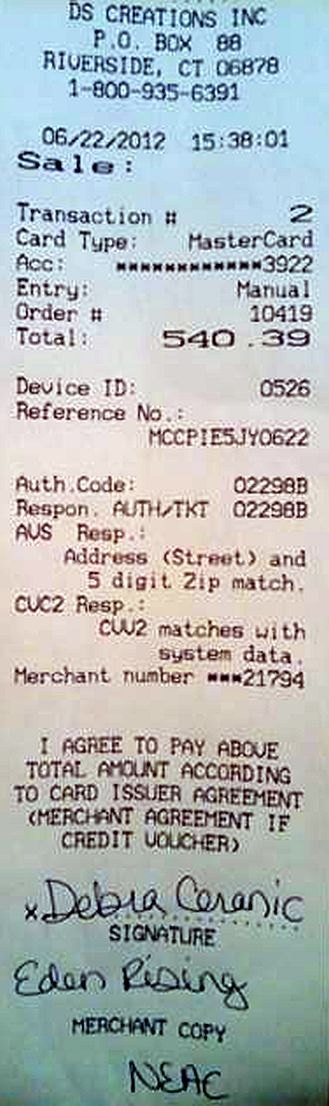 DS CREATIONS INC
P.O. BOX 88
RIVERSIDE, CT 06878
1-800-935-6391
06/22/2012 15:38:01
Sale:
Transaction # 2
Card Type: MasterCard
Acc: ************3922
Entry: Manual
Order # 10419
Total: 540.39
Device ID: 0526
Reference No.:
MCCPIE5JY0622
Auth.Code: 02298B
Respon. AUTH/TKT 02298B
AVS Resp.:
Address (Street) and
5 digit Zip match.
CVC2 Resp.:
CVV2 matches with
system data.
Merchant number ***21794
I AGREE TO PAY ABOVE
TOTAL AMOUNT ACCORDING
TO CARD ISSUER AGREEMENT
(MERCHANT AGREEMENT IF
CREDIT VOUCHER)
x Debra Ceranic
SIGNATURE
Eden Rising
MERCHANT COPY
NEAC